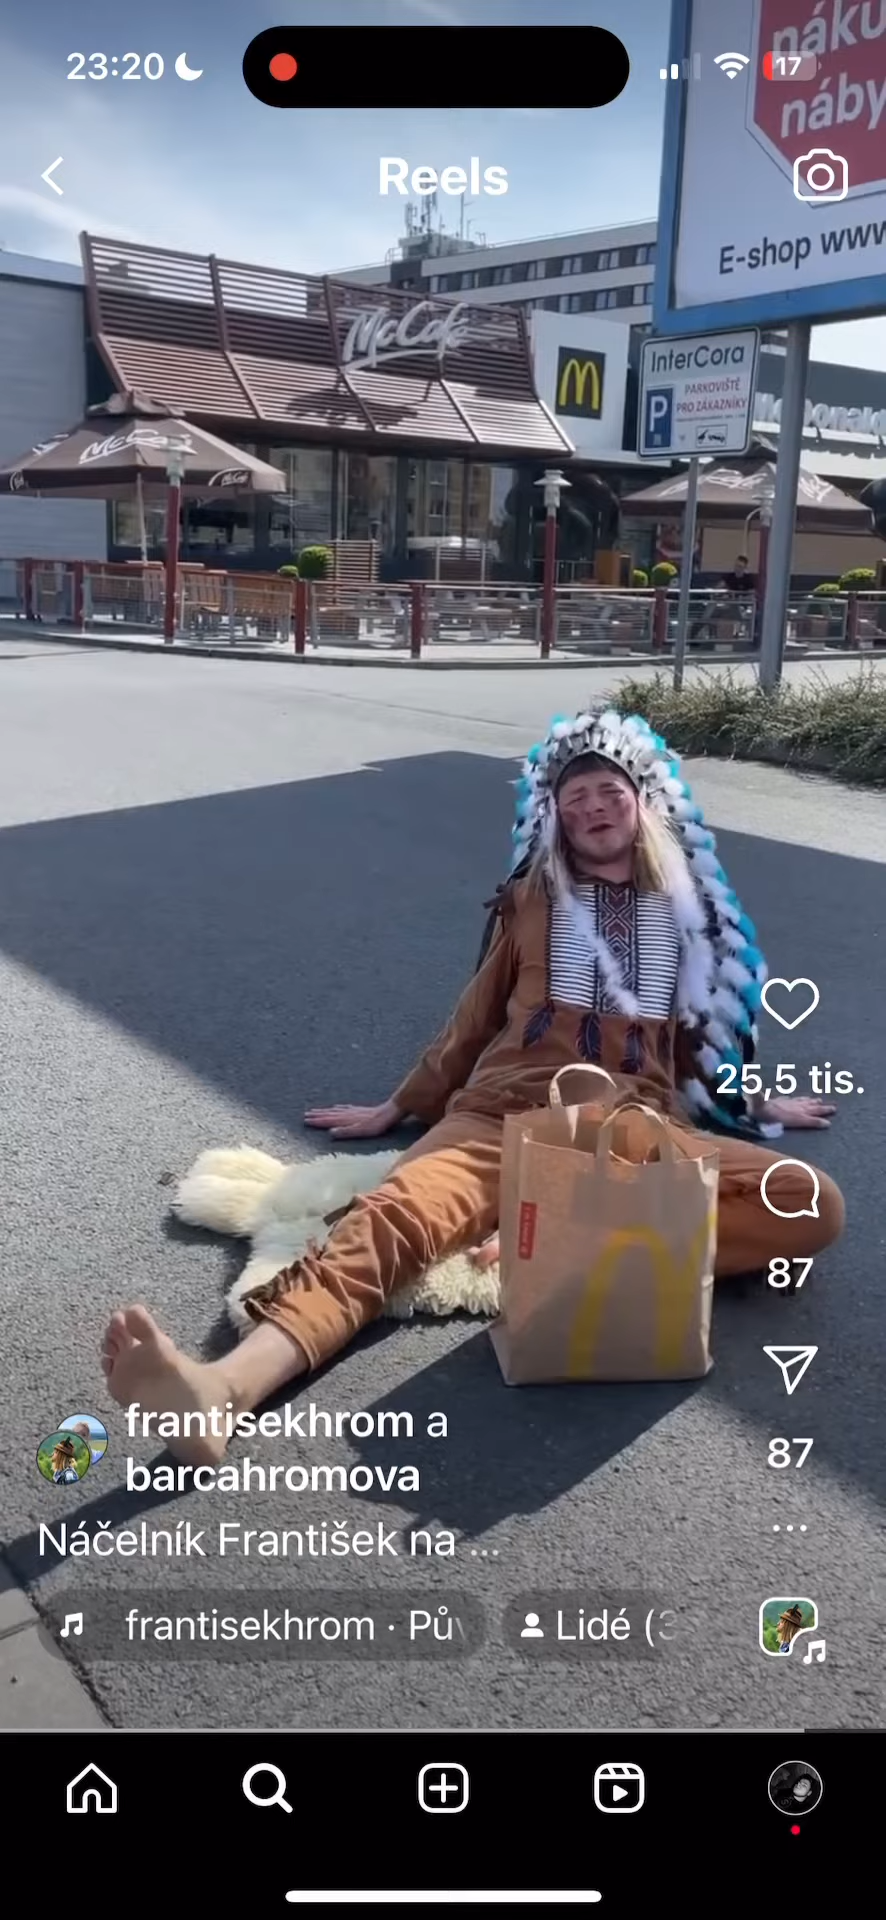 23:20
17
Reels
náku
náby
E-shop www
McCafé
InterCora
P
PARKOVIŠTĚ
PRO ZÁKAZNÍKY
McCafé
McCafé
25,5 tis.
87
87
frantisekhrom a
barcahromova
Náčelník František na ...
frantisekhrom · Pův
Lidé (3